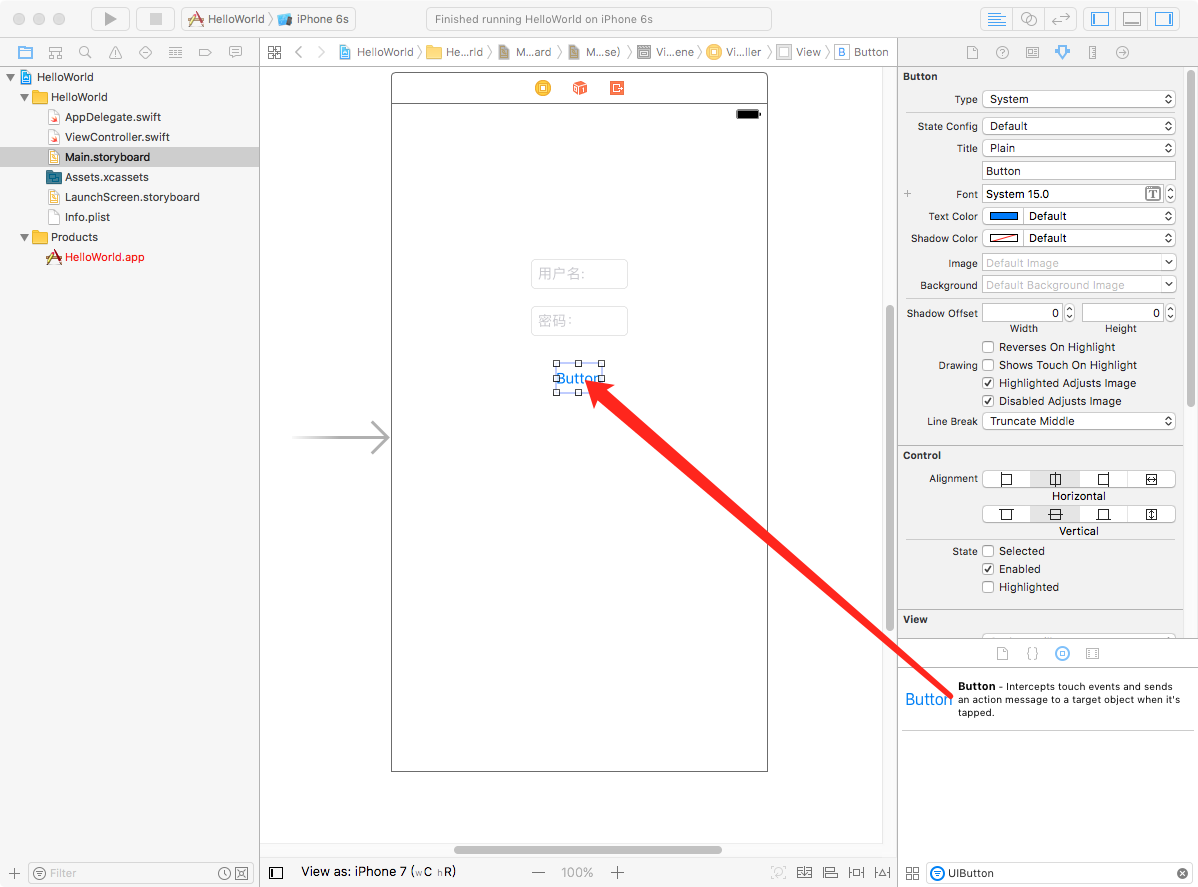 HelloWorld
iPhone 6s
Finished running HelloWorld on iPhone 6s
HelloWorld
He...rld
M...ard
M...se)
Vi...ene
Vi...ller
View
B Button
HelloWorld
HelloWorld
AppDelegate.swift
ViewController.swift
Main.storyboard
Assets.xcassets
LaunchScreen.storyboard
Info.plist
Products
HelloWorld.app
Filter
用户名:
密码：
Button
View as: iPhone 7 (wC hR)
100%
Button
Type System
State Config Default
Title Plain
Button
Font System 15.0
Text Color Default
Shadow Color Default
Image Default Image
Background Default Background Image
Shadow Offset 0 0
Width Height
Reverses On Highlight
Drawing Shows Touch On Highlight
Highlighted Adjusts Image
Disabled Adjusts Image
Line Break Truncate Middle
Control
Alignment
Horizontal
Vertical
State Selected
Enabled
Highlighted
View
Button
Button - Intercepts touch events and sends
an action message to a target object when it's
tapped.
UIButton